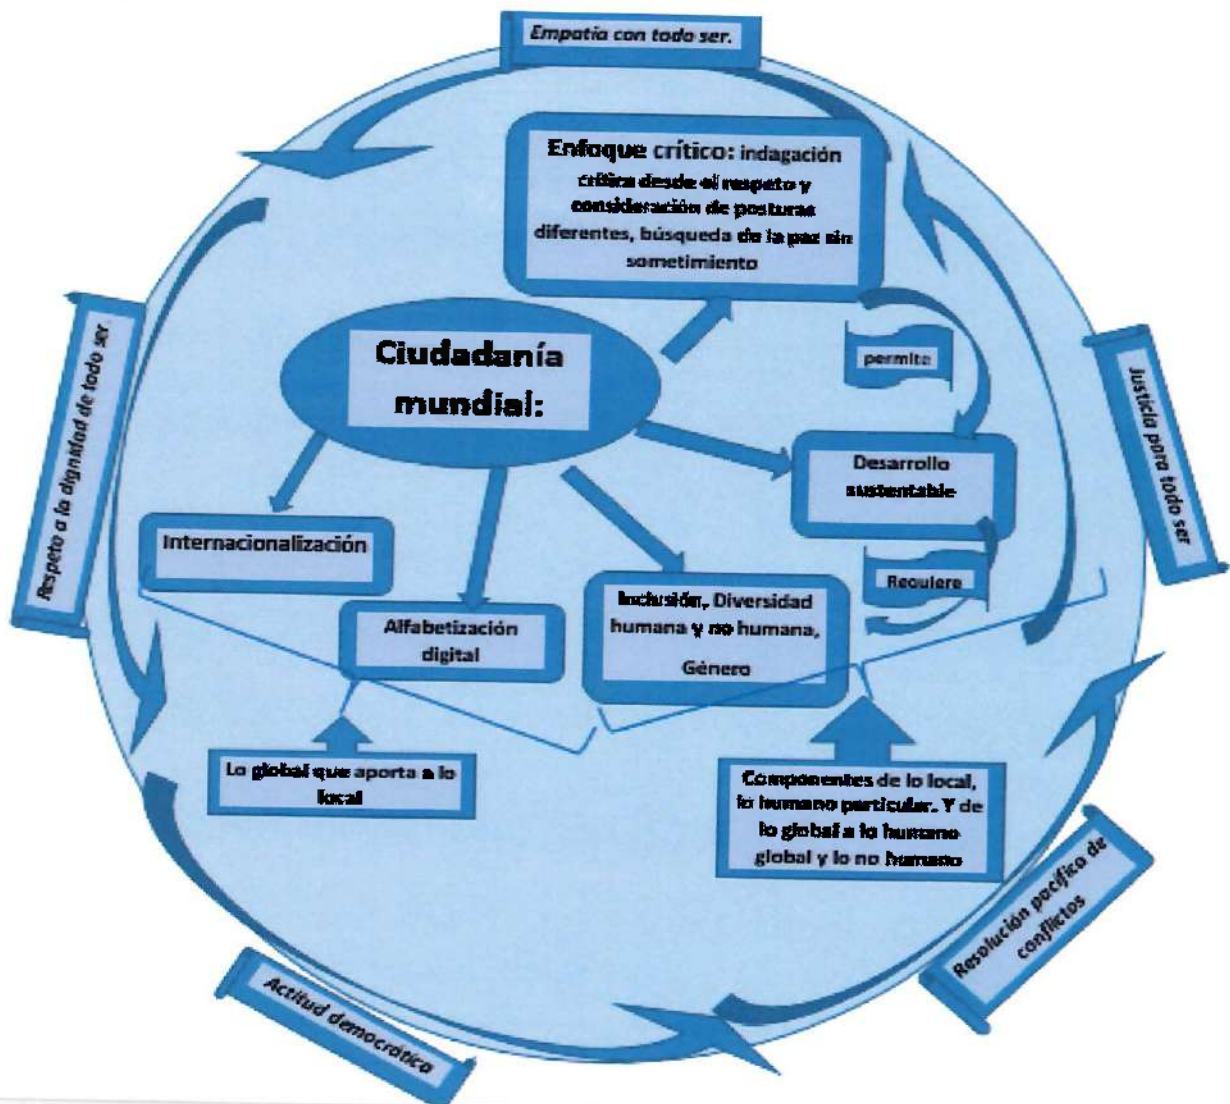 Empatía con todo ser.
Enfoque crítico: indagación
crítica desde el respeto y
consideración de posturas
diferentes, búsqueda de la paz sin
sometimiento
Ciudadanía
mundial:
permite
Desarrollo
sustentable
Requiere
Internacionalización
Alfabetización
digital
Inclusión, Diversidad
humana y no humana,
Género
Lo global que aporta a lo
local
Componentes de lo local,
lo humano particular. Y de
lo global a lo humano
global y lo no humano
Respeto a la dignidad de todo ser
Justicia para todo ser
Actitud democrática
Resolución pacífico de
conflictos